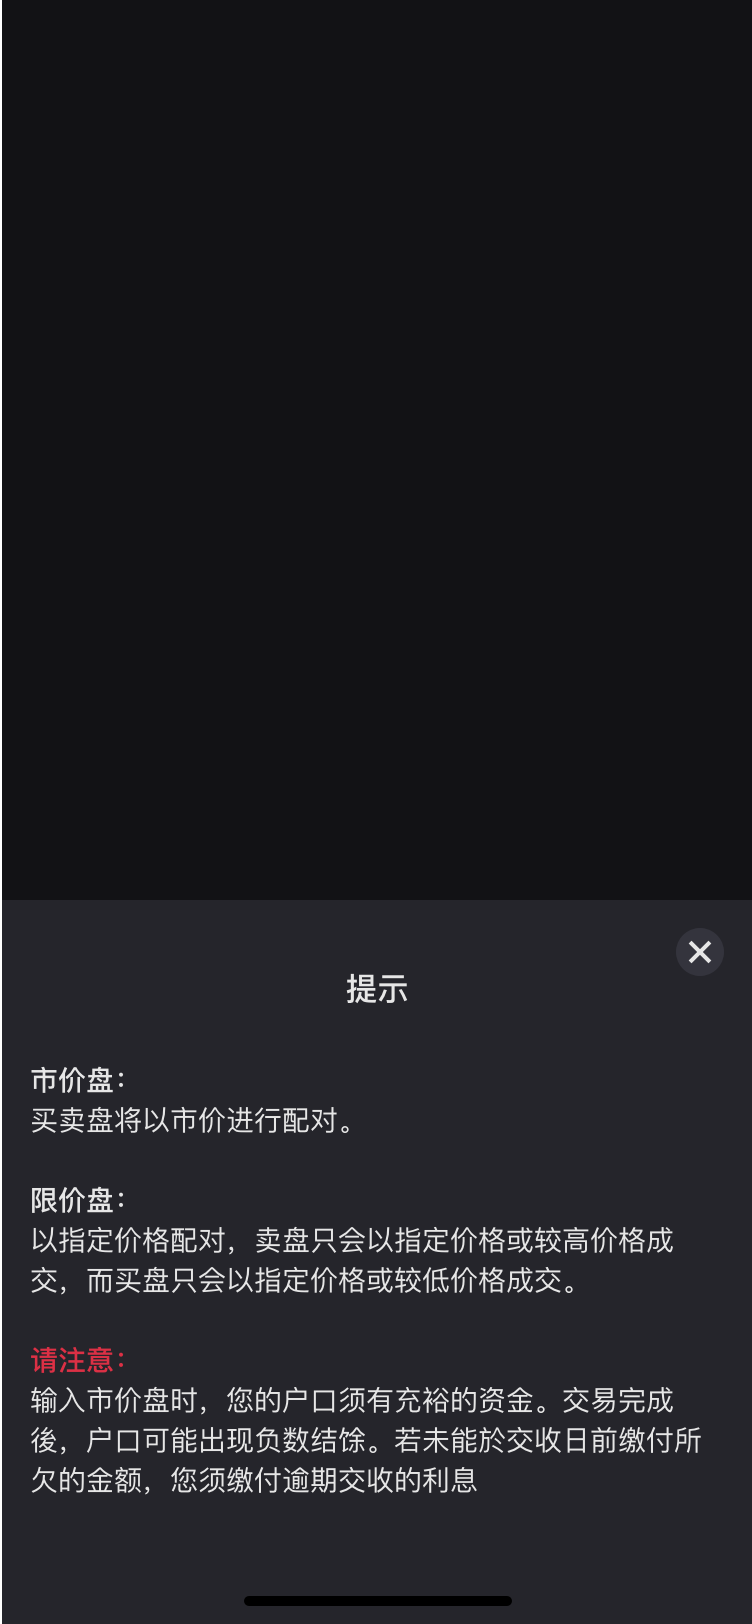 提示
市价盘：
买卖盘将以市价进行配对。
限价盘：
以指定价格配对，卖盘只会以指定价格或较高价格成
交，而买盘只会以指定价格或较低价格成交。
请注意：
输入市价盘时，您的户口须有充裕的资金。交易完成
後，户口可能出现负数结馀。若未能於交收日前缴付所
欠的金额，您须缴付逾期交收的利息